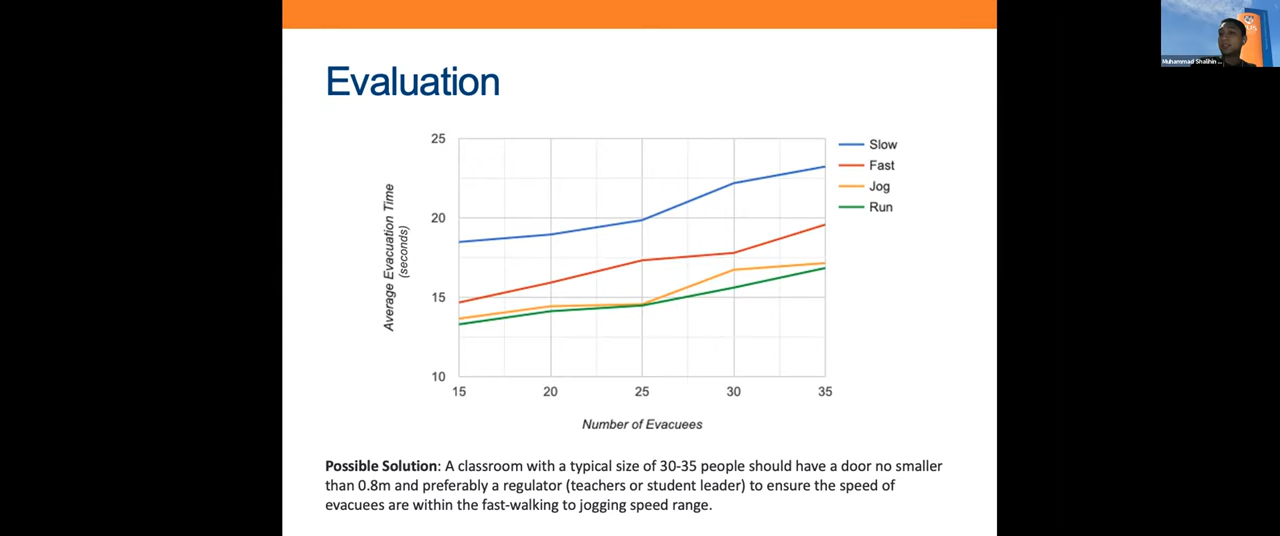 Muhammad Shalihin ...
Evaluation
25
20
15
10
Average Evacuation Time
(seconds)
15 20 25 30 35
Number of Evacuees
Slow
Fast
Jog
Run
Possible Solution: A classroom with a typical size of 30-35 people should have a door no smaller
than 0.8m and preferably a regulator (teachers or student leader) to ensure the speed of
evacuees are within the fast-walking to jogging speed range.